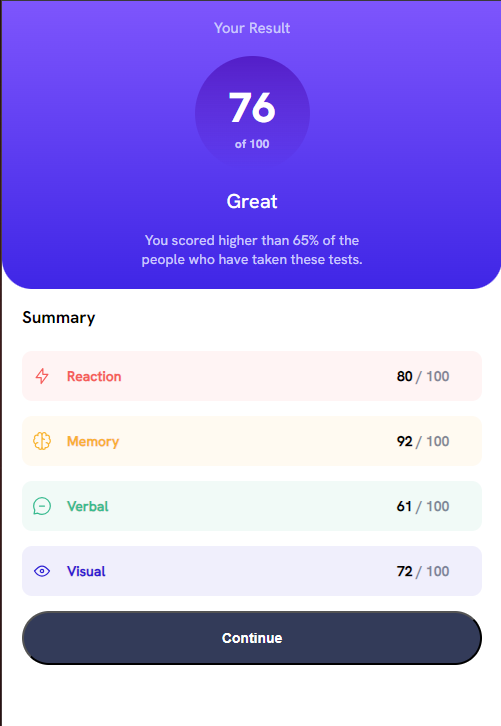 Your Result
76
of 100
Great
You scored higher than 65% of the
people who have taken these tests.
Summary
Reaction 80 / 100
Memory 92 / 100
Verbal 61 / 100
Visual 72 / 100
Continue